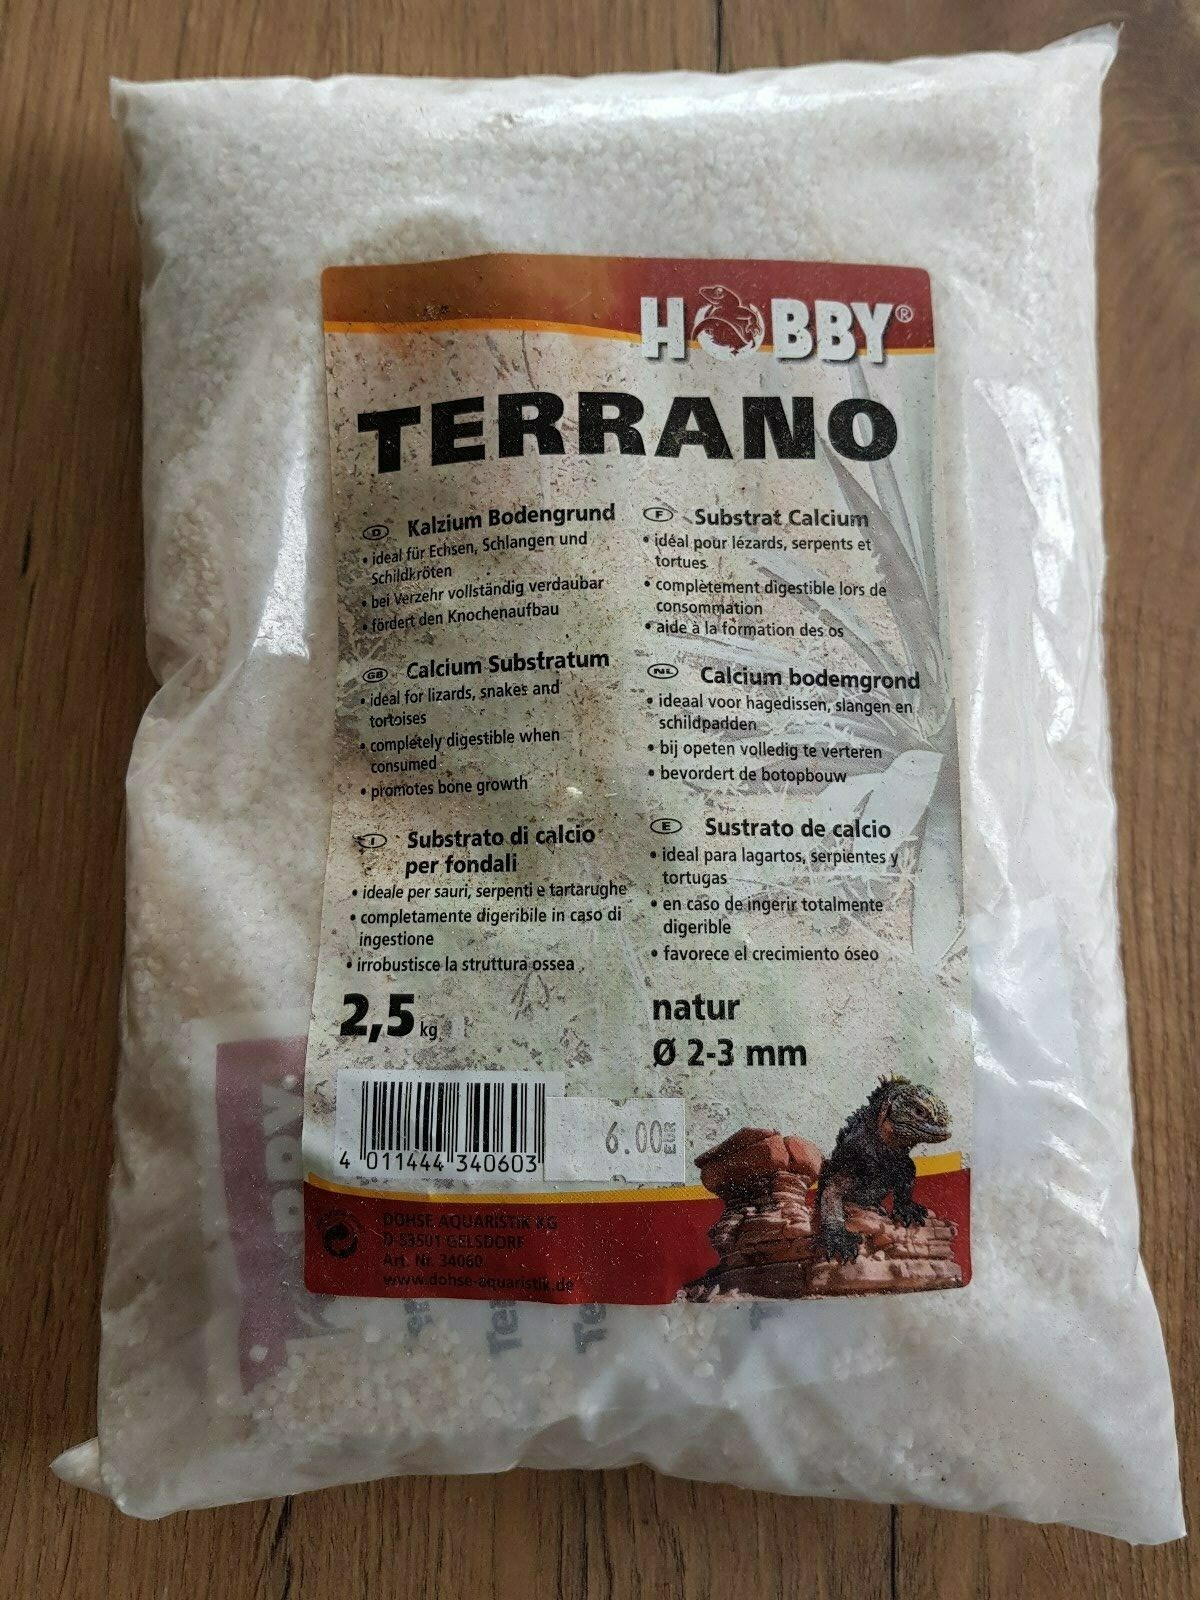 HOBBY®
TERRANO
D Kalzium Bodengrund
• ideal für Echsen, Schlangen und
Schildkröten
• bei Verzehr vollständig verdaubar
• fördert den Knochenaufbau
GB Calcium Substratum
• ideal for lizards, snakes and
tortoises
• completely digestible when
consumed
• promotes bone growth
I Substrato di calcio
per fondali
• ideale per sauri, serpenti e tartarughe
• completamente digeribile in caso di
ingestione
• irrobustisce la struttura ossea
F Substrat Calcium
• idéal pour lézards, serpents et
tortues
• complètement digestible lors de
consommation
• aide à la formation des os
NL Calcium bodemgrond
• ideaal voor hagedissen, slangen en
schildpadden
• bij opeten volledig te verteren
• bevordert de botopbouw
E Sustrato de calcio
• ideal para lagartos, serpientes y
tortugas
• en caso de ingerir totalmente
digerible
• favorece el crecimiento óseo
2,5 kg
natur
Ø 2-3 mm
4 011444 340603
6.00 EUR
DOHSE AQUARISTIK KG
D-53501 GELSDORF
Art. Nr. 34060
www.dohse-aquaristik.de